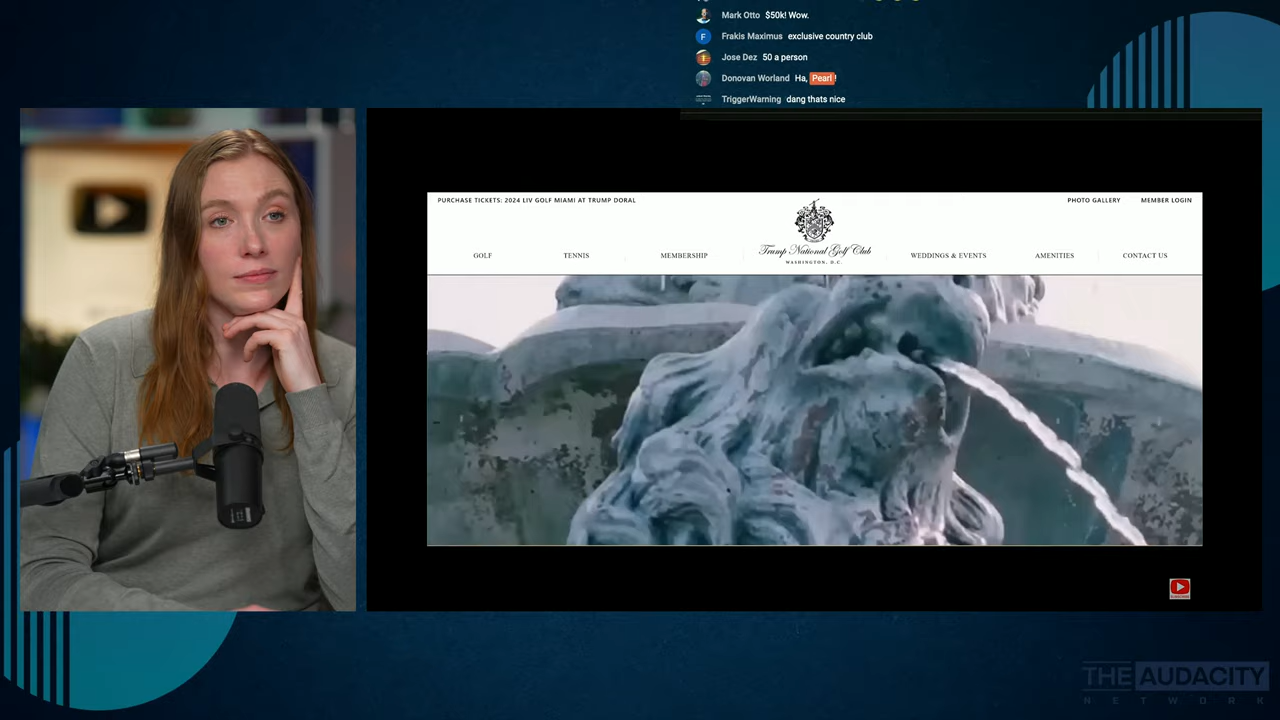 Mark Otto $50k! Wow.
F Frakis Maximus exclusive country club
Jose Dez 50 a person
Donovan Worland Ha, Pearl!
TriggerWarning dang thats nice
PURCHASE TICKETS: 2024 LIV GOLF MIAMI AT TRUMP DORAL
PHOTO GALLERY MEMBER LOGIN
GOLF TENNIS MEMBERSHIP Trump National Golf Club WEDDINGS & EVENTS AMENITIES CONTACT US
WASHINGTON, D.C.
THE AUDACITY
NETWORK